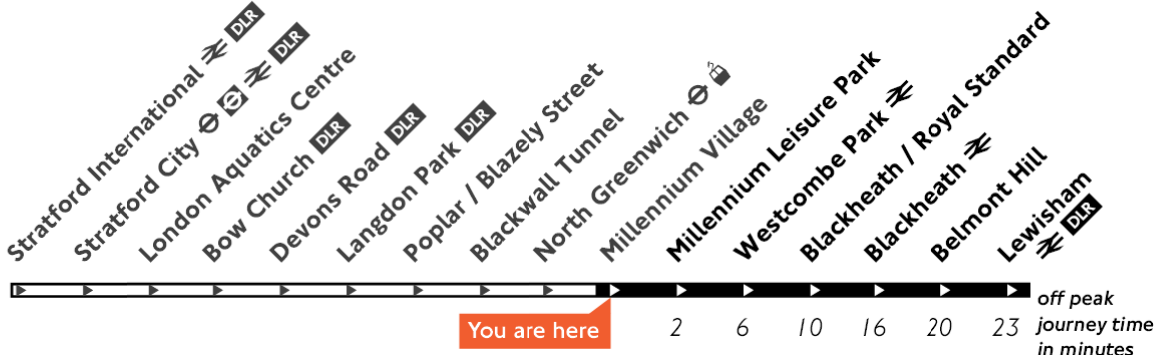 Stratford International DLR
Stratford City DLR
London Aquatics Centre
Bow Church DLR
Devons Road DLR
Langdon Park DLR
Poplar / Blazely Street
Blackwall Tunnel
North Greenwich
Millennium Village
Millennium Leisure Park
Westcombe Park
Blackheath / Royal Standard
Blackheath
Belmont Hill
Lewisham
DLR
You are here
2 6 10 16 20 23
off peak
journey time
in minutes